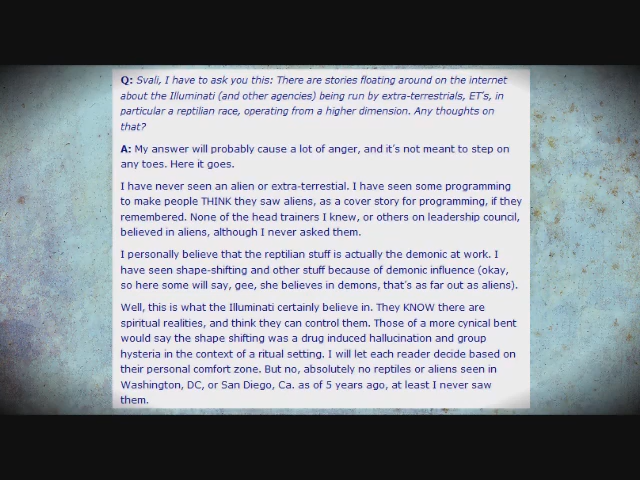 Q: Svali, I have to ask you this: There are stories floating around on the internet
about the Illuminati (and other agencies) being run by extra-terrestrials, ET's, in
particular a reptilian race, operating from a higher dimension. Any thoughts on
that?
A: My answer will probably cause a lot of anger, and it's not meant to step on
any toes. Here it goes.
I have never seen an alien or extra-terrestial. I have seen some programming
to make people THINK they saw aliens, as a cover story for programming, if they
remembered. None of the head trainers I knew, or others on leadership council,
believed in aliens, although I never asked them.
I personally believe that the reptilian stuff is actually the demonic at work. I
have seen shape-shifting and other stuff because of demonic influence (okay,
so here some will say, gee, she believes in demons, that's as far out as aliens).
Well, this is what the Illuminati certainly believe in. They KNOW there are
spiritual realities, and think they can control them. Those of a more cynical bent
would say the shape shifting was a drug induced hallucination and group
hysteria in the context of a ritual setting. I will let each reader decide based on
their personal comfort zone. But no, absolutely no reptiles or aliens seen in
Washington, DC, or San Diego, Ca. as of 5 years ago, at least I never saw
them.